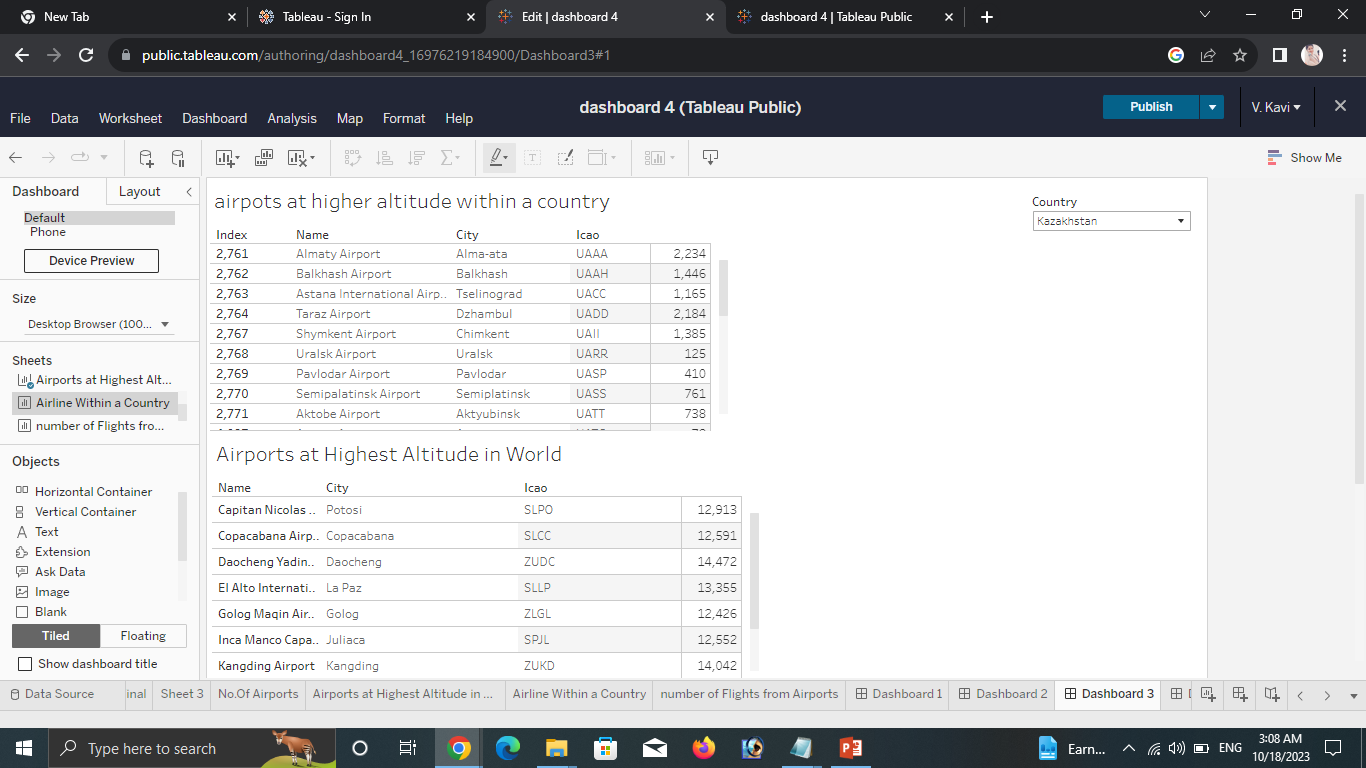 New Tab
Tableau - Sign In
Edit | dashboard 4
dashboard 4 | Tableau Public
public.tableau.com/authoring/dashboard4_16976219184900/Dashboard3#1
dashboard 4 (Tableau Public)
Publish
V. Kavi
File Data Worksheet Dashboard Analysis Map Format Help
Show Me
Dashboard Layout
Default
Phone
Device Preview
Size
Desktop Browser (100...
Sheets
Airports at Highest Alt...
Airline Within a Country
number of Flights fro...
Objects
Horizontal Container
Vertical Container
Text
Extension
Ask Data
Image
Blank
Tiled Floating
Show dashboard title
airpots at higher altitude within a country
Country
Kazakhstan
Index Name City Icao
2,761 Almaty Airport Alma-ata UAAA 2,234
2,762 Balkhash Airport Balkhash UAAH 1,446
2,763 Astana International Airp.. Tselinograd UACC 1,165
2,764 Taraz Airport Dzhambul UADD 2,184
2,767 Shymkent Airport Chimkent UAII 1,385
2,768 Uralsk Airport Uralsk UARR 125
2,769 Pavlodar Airport Pavlodar UASP 410
2,770 Semipalatinsk Airport Semiplatinsk UASS 761
2,771 Aktobe Airport Aktyubinsk UATT 738
Airports at Highest Altitude in World
Name City Icao
Capitan Nicolas .. Potosi SLPO 12,913
Copacabana Airp.. Copacabana SLCC 12,591
Daocheng Yadin.. Daocheng ZUDC 14,472
El Alto Internati.. La Paz SLLP 13,355
Golog Maqin Air.. Golog ZLGL 12,426
Inca Manco Capa.. Juliaca SPJL 12,552
Kangding Airport Kangding ZUKD 14,042
Data Source
inal
Sheet 3
No.Of Airports
Airports at Highest Altitude in ...
Airline Within a Country
number of Flights from Airports
Dashboard 1
Dashboard 2
Dashboard 3
Type here to search
Earn...
ENG
3:08 AM
10/18/2023